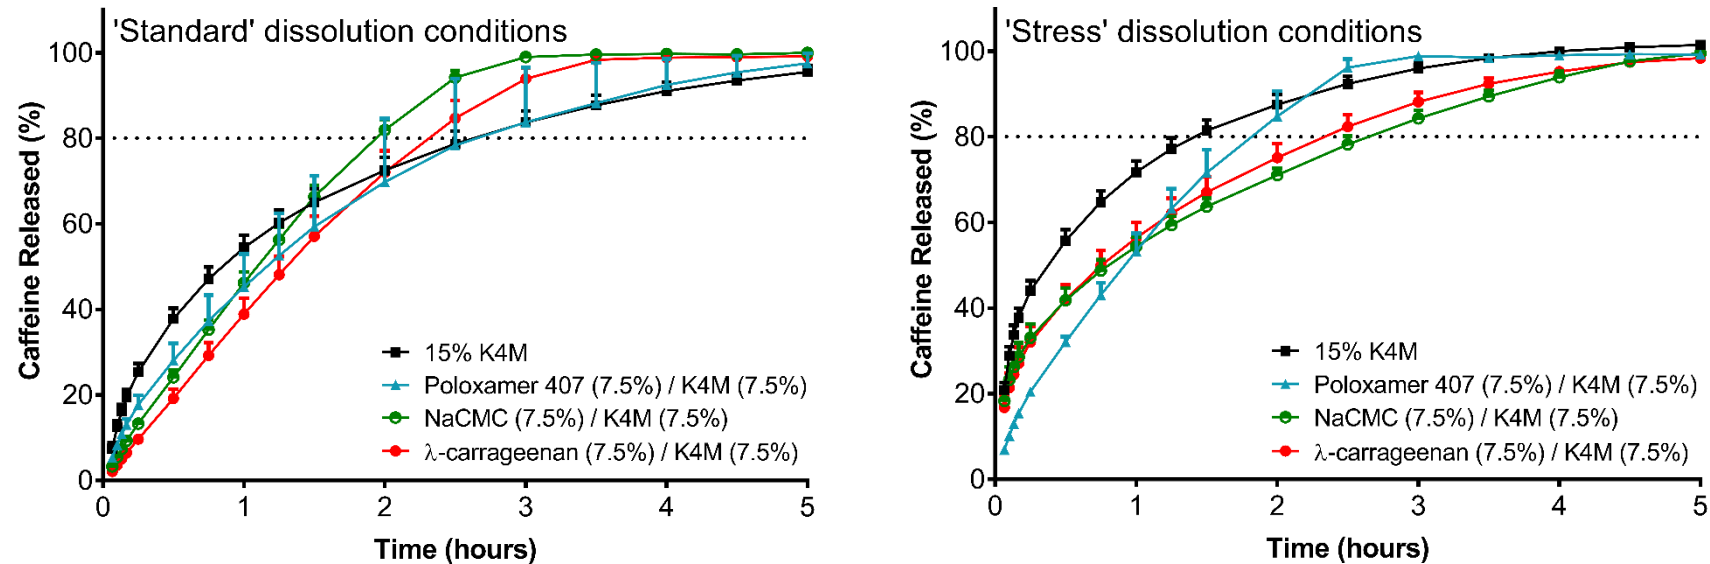 'Standard' dissolution conditions
100
80
60
40
20
0
Caffeine Released (%)
15% K4M
Poloxamer 407 (7.5%) / K4M (7.5%)
NaCMC (7.5%) / K4M (7.5%)
λ-carrageenan (7.5%) / K4M (7.5%)
0 1 2 3 4 5
Time (hours)
'Stress' dissolution conditions
100
80
60
40
20
0
Caffeine Released (%)
15% K4M
Poloxamer 407 (7.5%) / K4M (7.5%)
NaCMC (7.5%) / K4M (7.5%)
λ-carrageenan (7.5%) / K4M (7.5%)
0 1 2 3 4 5
Time (hours)